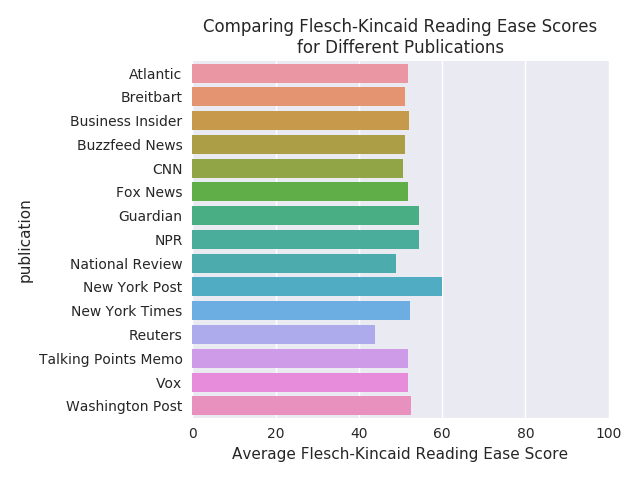 Comparing Flesch-Kincaid Reading Ease Scores
for Different Publications
publication
Atlantic
Breitbart
Business Insider
Buzzfeed News
CNN
Fox News
Guardian
NPR
National Review
New York Post
New York Times
Reuters
Talking Points Memo
Vox
Washington Post
0 20 40 60 80 100
Average Flesch-Kincaid Reading Ease Score